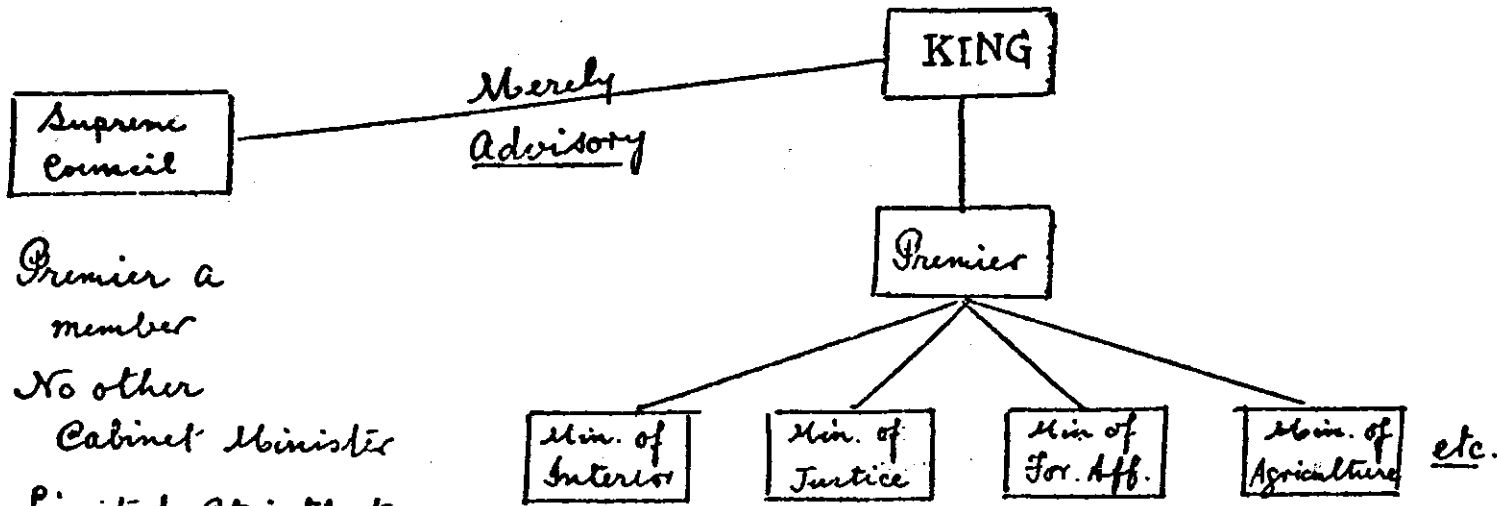 KING
Merely
Advisory
Supreme
Council
Premier
Premier a
member
No other
Cabinet Minister
Min. of
Interior
Min. of
Justice
Min of
For. Aff.
Min. of
Agriculture
etc.